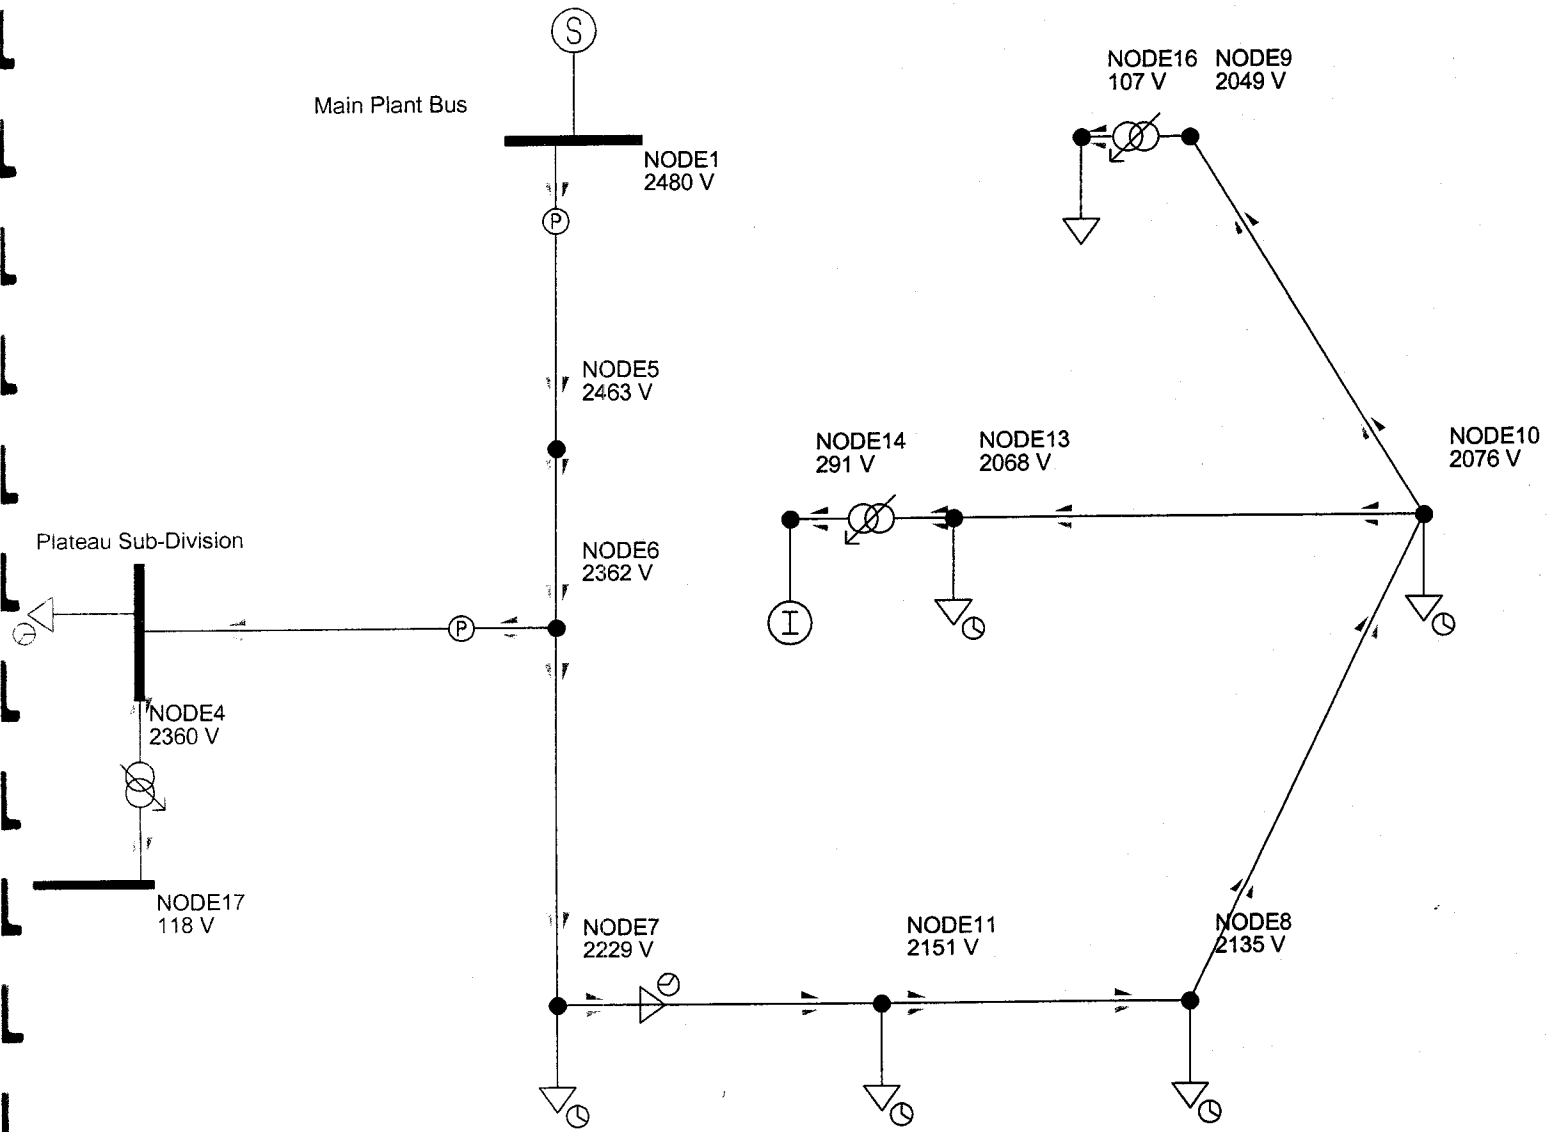 S
NODE16 NODE9
107 V 2049 V
Main Plant Bus
NODE1
2480 V
P
NODE5
2463 V
NODE14 NODE13 NODE10
291 V 2068 V 2076 V
Plateau Sub-Division
NODE6
2362 V
P
I
NODE4
2360 V
NODE17
118 V
NODE7 NODE11 NODE8
2229 V 2151 V 2135 V